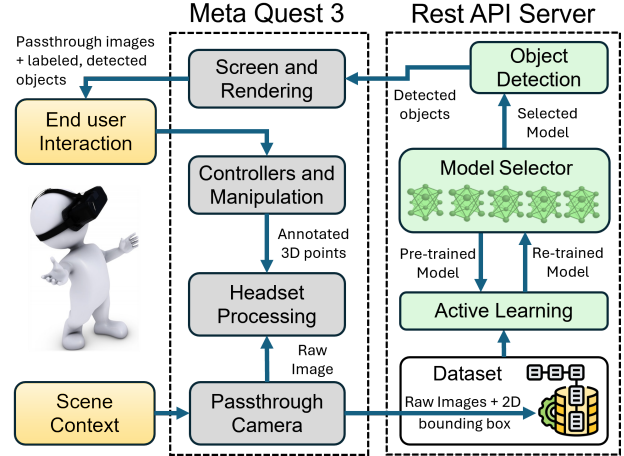 Meta Quest 3
Rest API Server
Passthrough images
+ labeled, detected
objects
Screen and
Rendering
Object
Detection
Detected
objects
Selected
Model
End user
Interaction
Controllers and
Manipulation
Model Selector
Annotated
3D points
Pre-trained
Model
Re-trained
Model
Headset
Processing
Active Learning
Raw
Image
Dataset
Scene
Context
Passthrough
Camera
Raw Images + 2D
bounding box